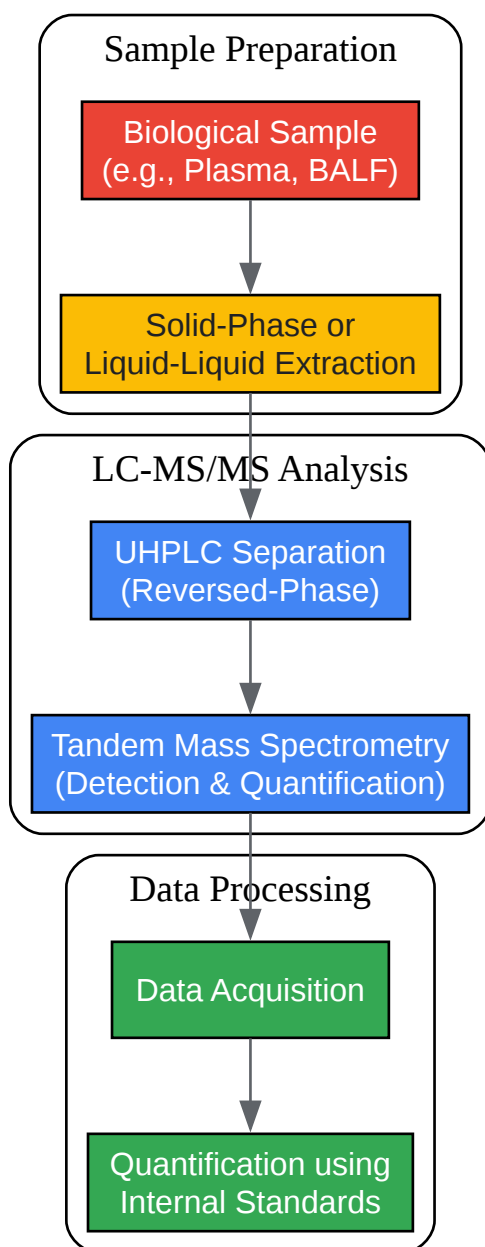 Sample Preparation
Biological Sample
(e.g., Plasma, BALF)
Solid-Phase or
Liquid-Liquid Extraction
LC-MS/MS Analysis
UHPLC Separation
(Reversed-Phase)
Tandem Mass Spectrometry
(Detection & Quantification)
Data Processing
Data Acquisition
Quantification using
Internal Standards